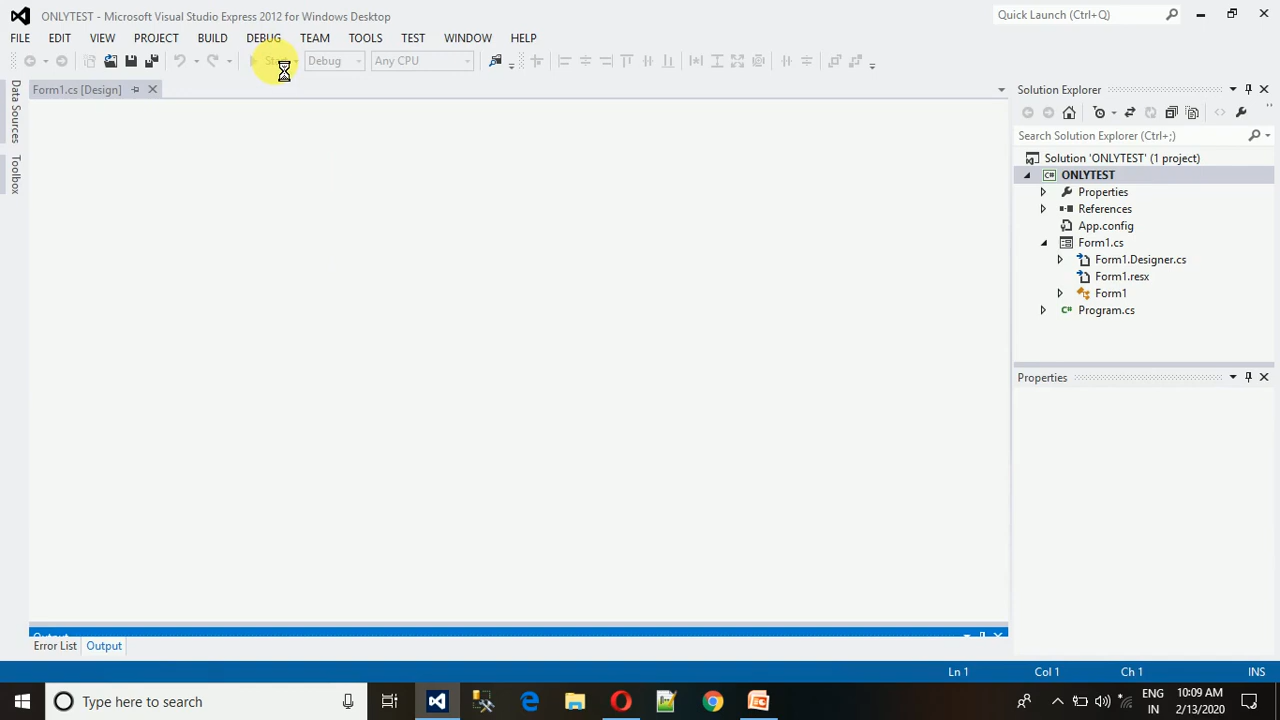 ONLYTEST - Microsoft Visual Studio Express 2012 for Windows Desktop
Quick Launch (Ctrl+Q)
FILE EDIT VIEW PROJECT BUILD DEBUG TEAM TOOLS TEST WINDOW HELP
Debug Any CPU
Form1.cs [Design]
Data Sources
Toolbox
Solution Explorer
Search Solution Explorer (Ctrl+;)
Solution 'ONLYTEST' (1 project)
ONLYTEST
Properties
References
App.config
Form1.cs
Form1.Designer.cs
Form1.resx
Form1
Program.cs
Properties
Output
Error List Output
Ln 1 Col 1 Ch 1 INS
Type here to search
ENG
IN
10:09 AM
2/13/2020